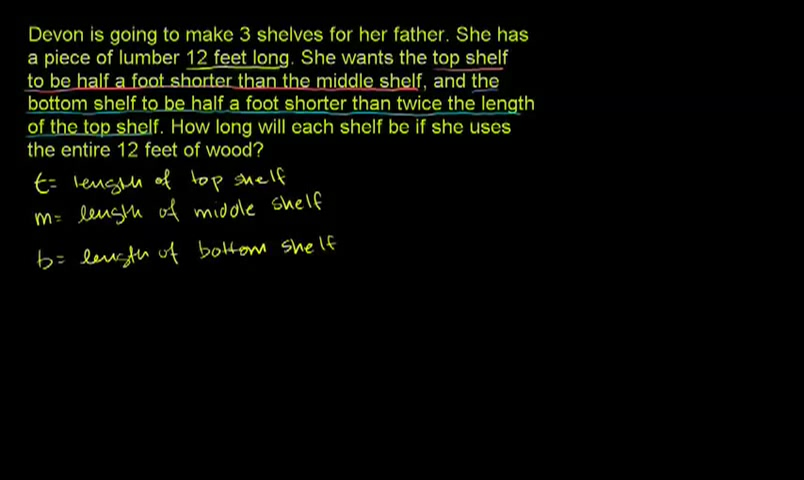 Devon is going to make 3 shelves for her father. She has
a piece of lumber 12 feet long. She wants the top shelf
to be half a foot shorter than the middle shelf, and the
bottom shelf to be half a foot shorter than twice the length
of the top shelf. How long will each shelf be if she uses
the entire 12 feet of wood?
t= length of top shelf
m= length of middle shelf
b= length of bottom shelf